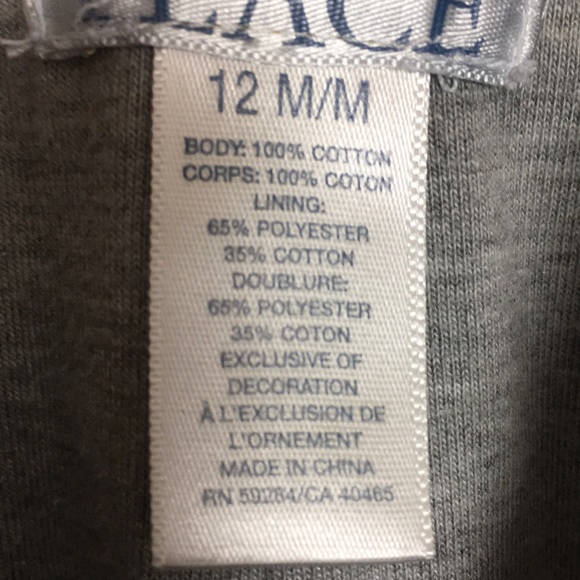 PLACE
12 M/M
BODY: 100% COTTON
CORPS: 100% COTON
LINING:
65% POLYESTER
35% COTTON
DOUBLURE:
65% POLYESTER
35% COTON
EXCLUSIVE OF
DECORATION
À L'EXCLUSION DE
L'ORNEMENT
MADE IN CHINA
RN 59284/CA 40465